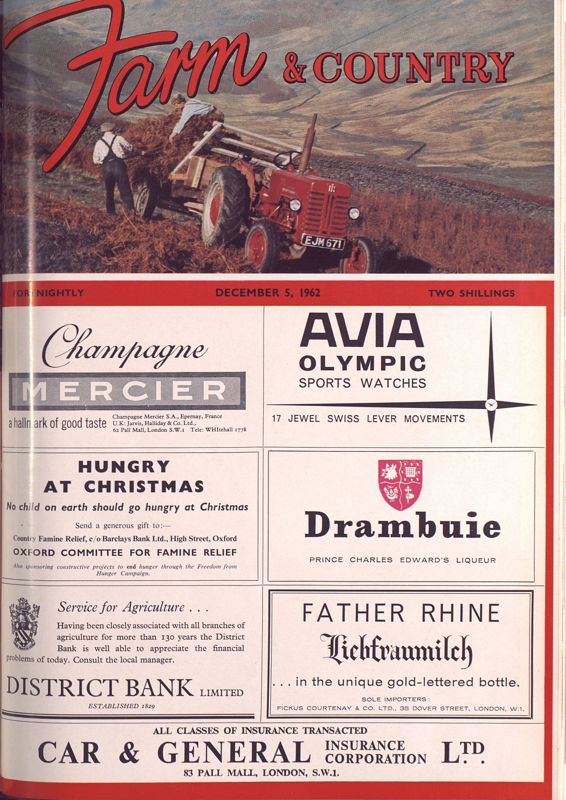 Farm & COUNTRY
EJM 671
FORTNIGHTLY DECEMBER 5, 1962 TWO SHILLINGS
Champagne
MERCIER
a hallmark of good taste
Champagne Mercier S.A., Epernay, France
U.K: Jarvis, Halliday & Co. Ltd.,
62 Pall Mall, London S.W.1 Tele: WHItehall 1778
AVIA
OLYMPIC
SPORTS WATCHES
17 JEWEL SWISS LEVER MOVEMENTS
HUNGRY
AT CHRISTMAS
No child on earth should go hungry at Christmas
Send a generous gift to:—
Country Famine Relief, c/o Barclays Bank Ltd., High Street, Oxford
OXFORD COMMITTEE FOR FAMINE RELIEF
Also sponsoring constructive projects to end hunger through the Freedom from
Hunger Campaign.
Drambuie
PRINCE CHARLES EDWARD'S LIQUEUR
Service for Agriculture . . .
Having been closely associated with all branches of
agriculture for more than 130 years the District
Bank is well able to appreciate the financial
problems of today. Consult the local manager.
DISTRICT BANK LIMITED
ESTABLISHED 1829
FATHER RHINE
Liebfraumilch
. . . in the unique gold-lettered bottle.
SOLE IMPORTERS:
FICKUS COURTENAY & CO. LTD., 35 DOVER STREET, LONDON, W.1.
ALL CLASSES OF INSURANCE TRANSACTED
CAR & GENERAL INSURANCE CORPORATION LTD.
83 PALL MALL, LONDON, S.W.1.